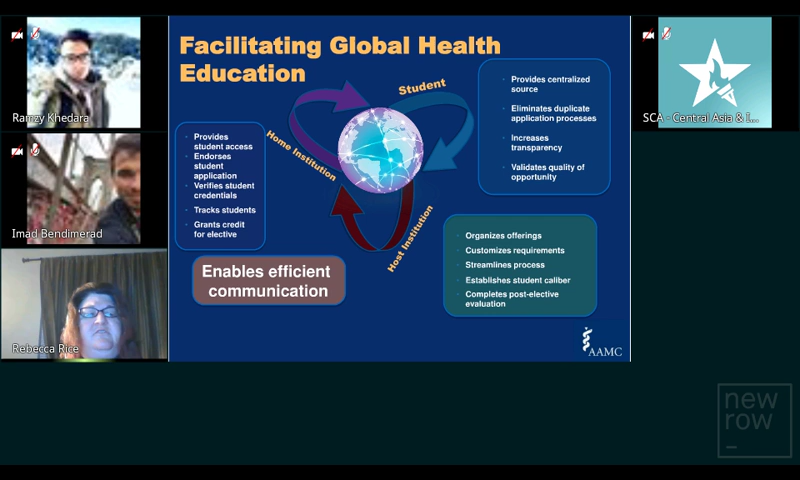 Ramzy Khedara
Imad Bendimerad
Rebecca Rice
Facilitating Global Health
Education
Student
Home Institution
Host Institution
Provides
student access
Endorses
student
application
Verifies student
credentials
Tracks students
Grants credit
for elective
Provides centralized
source
Eliminates duplicate
application processes
Increases
transparency
Validates quality of
opportunity
Organizes offerings
Customizes requirements
Streamlines process
Establishes student caliber
Completes post-elective
evaluation
Enables efficient
communication
AAMC
SCA - Central Asia & I...
new
row